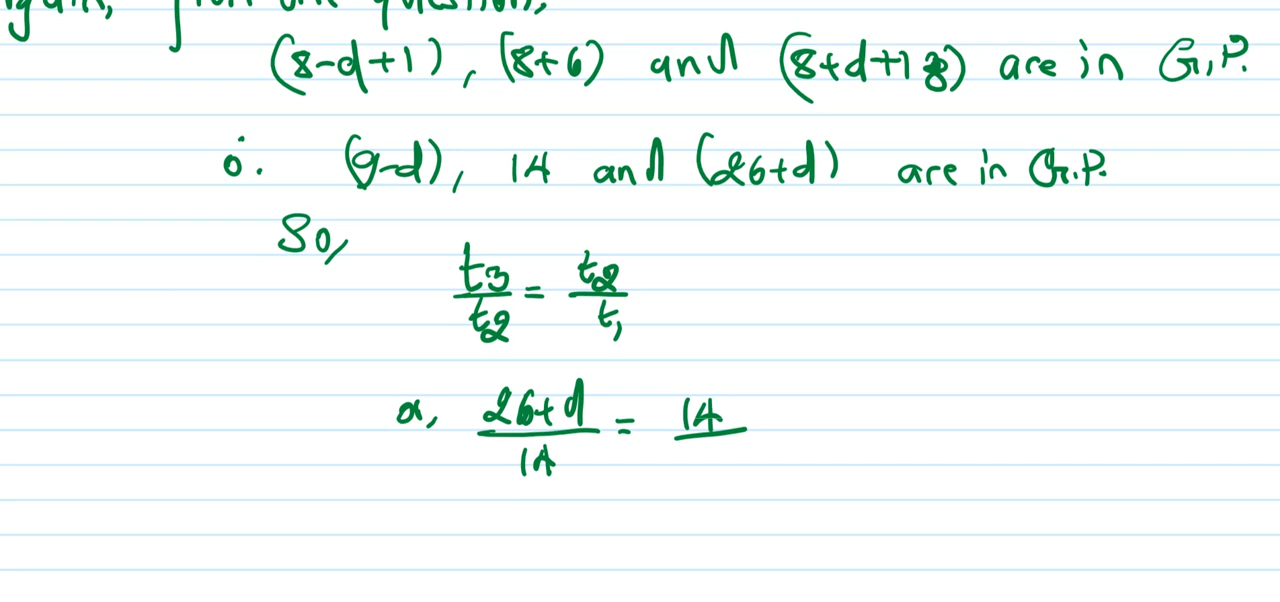 (8-d+1), (8+6) and (8+d+18) are in G.P.
∴ (9-d), 14 and (26+d) are in G.P.
So,
t3/t2 = t2/t1
or, 26+d/14 = 14/